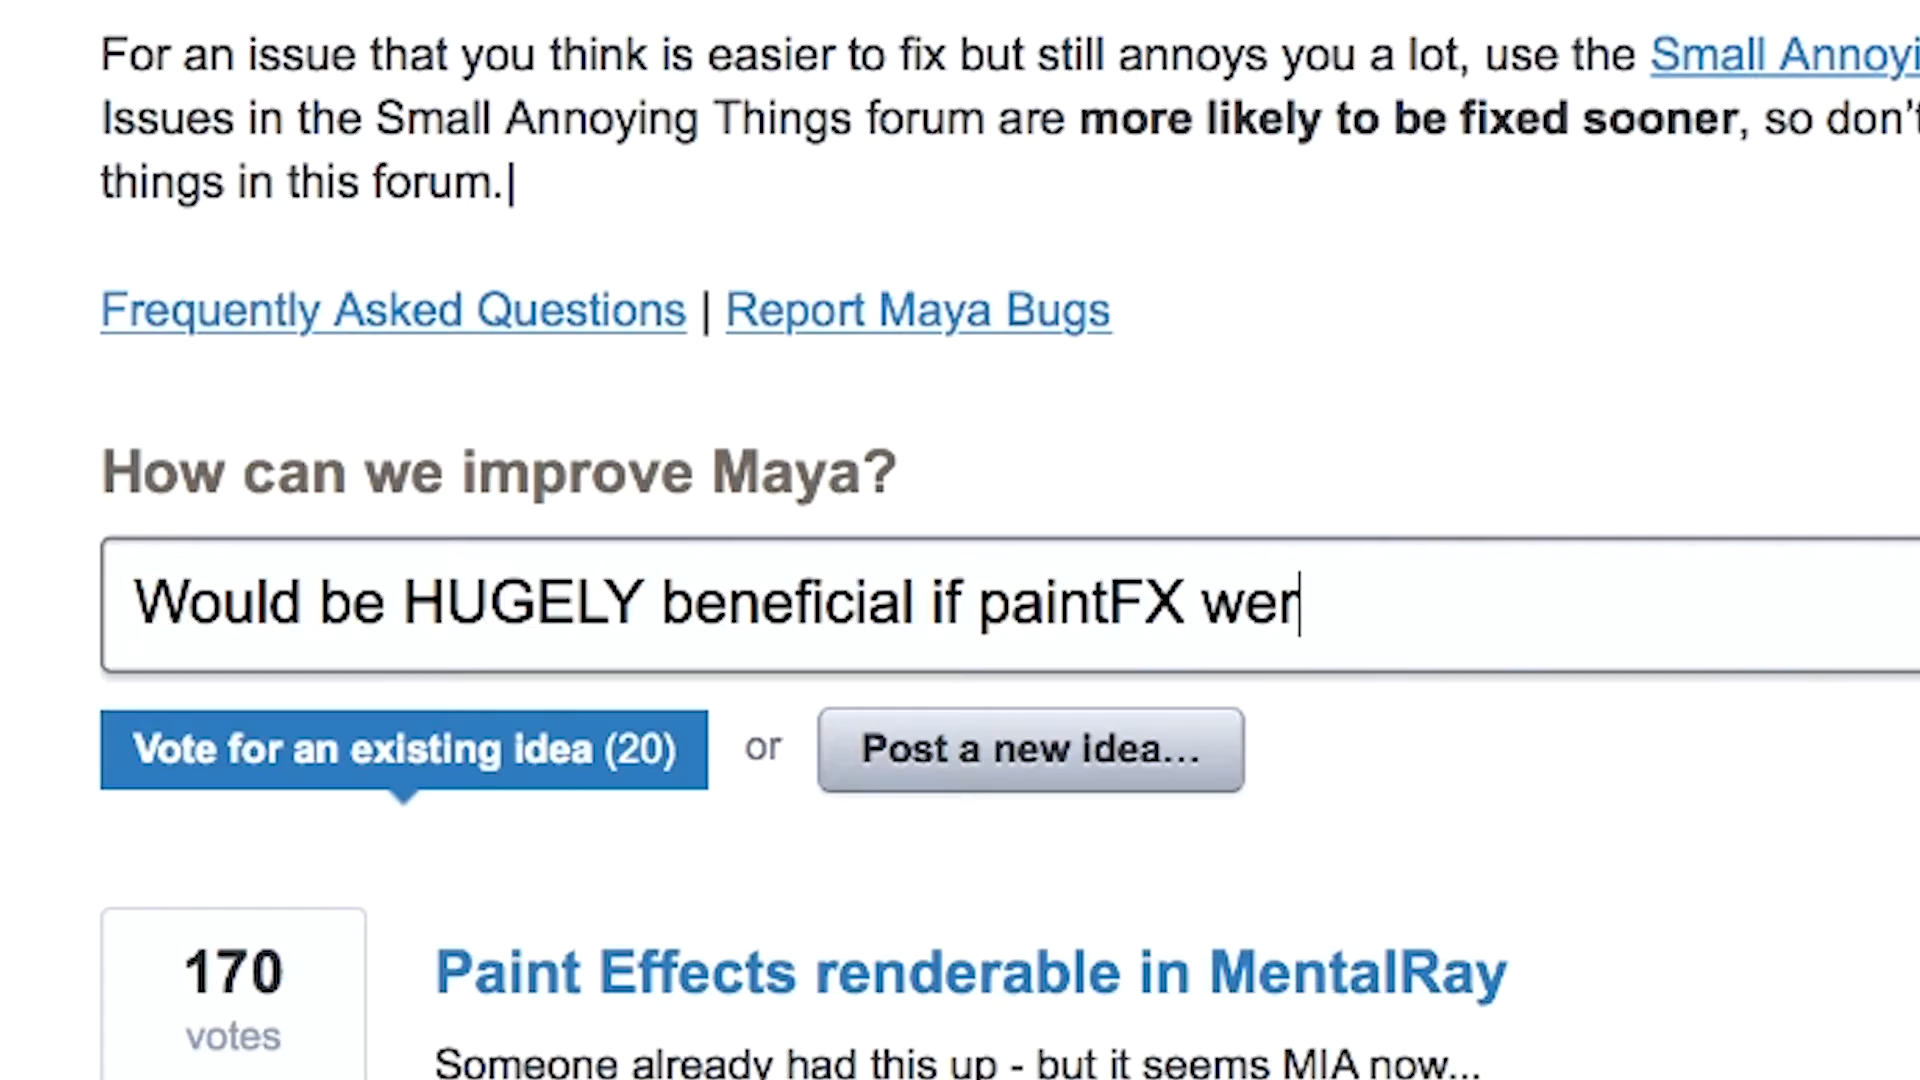 For an issue that you think is easier to fix but still annoys you a lot, use the Small
Issues in the Small Annoying Things forum are more likely to be fixed sooner, so
things in this forum.
Frequently Asked Questions | Report Maya Bugs
How can we improve Maya?
Would be HUGELY beneficial if paintFX wer
Vote for an existing idea (20) or Post a new idea...
170
Paint Effects renderable in MentalRay
votes
Someone already had this up - but it seems MIA now...